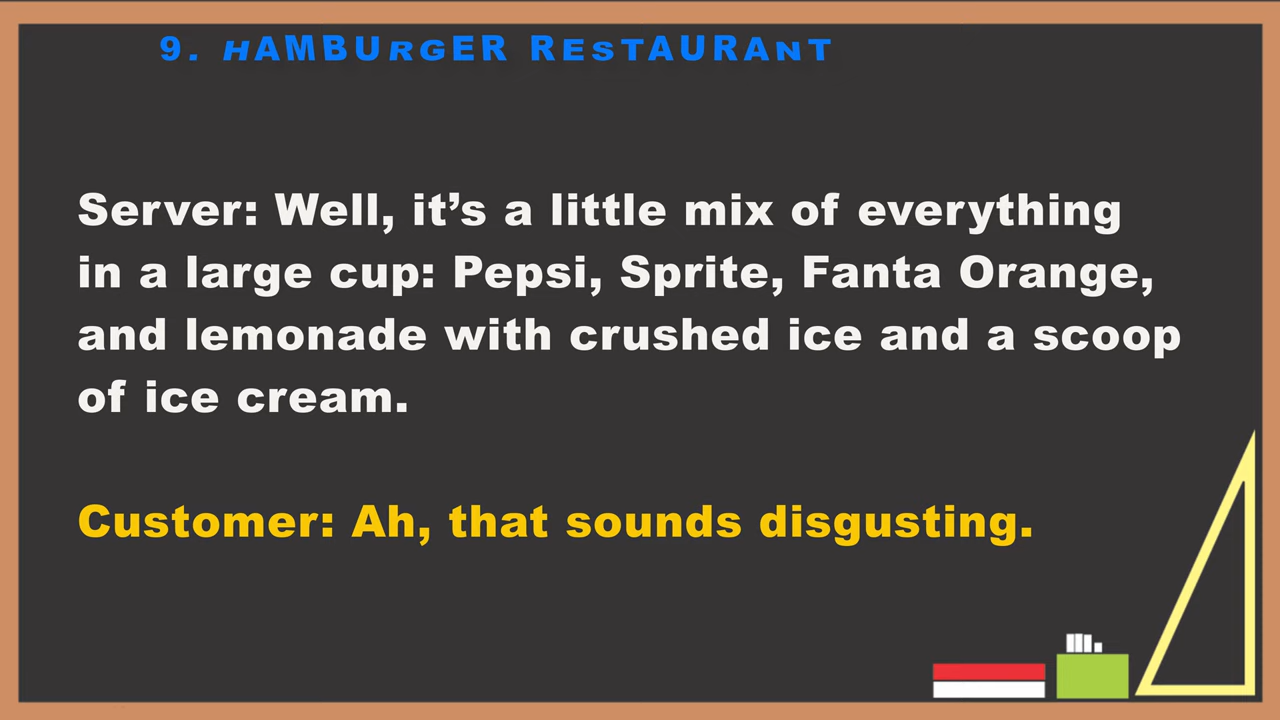 9. HAMBURGER RESTAURANT
Server: Well, it’s a little mix of everything
in a large cup: Pepsi, Sprite, Fanta Orange,
and lemonade with crushed ice and a scoop
of ice cream.
Customer: Ah, that sounds disgusting.